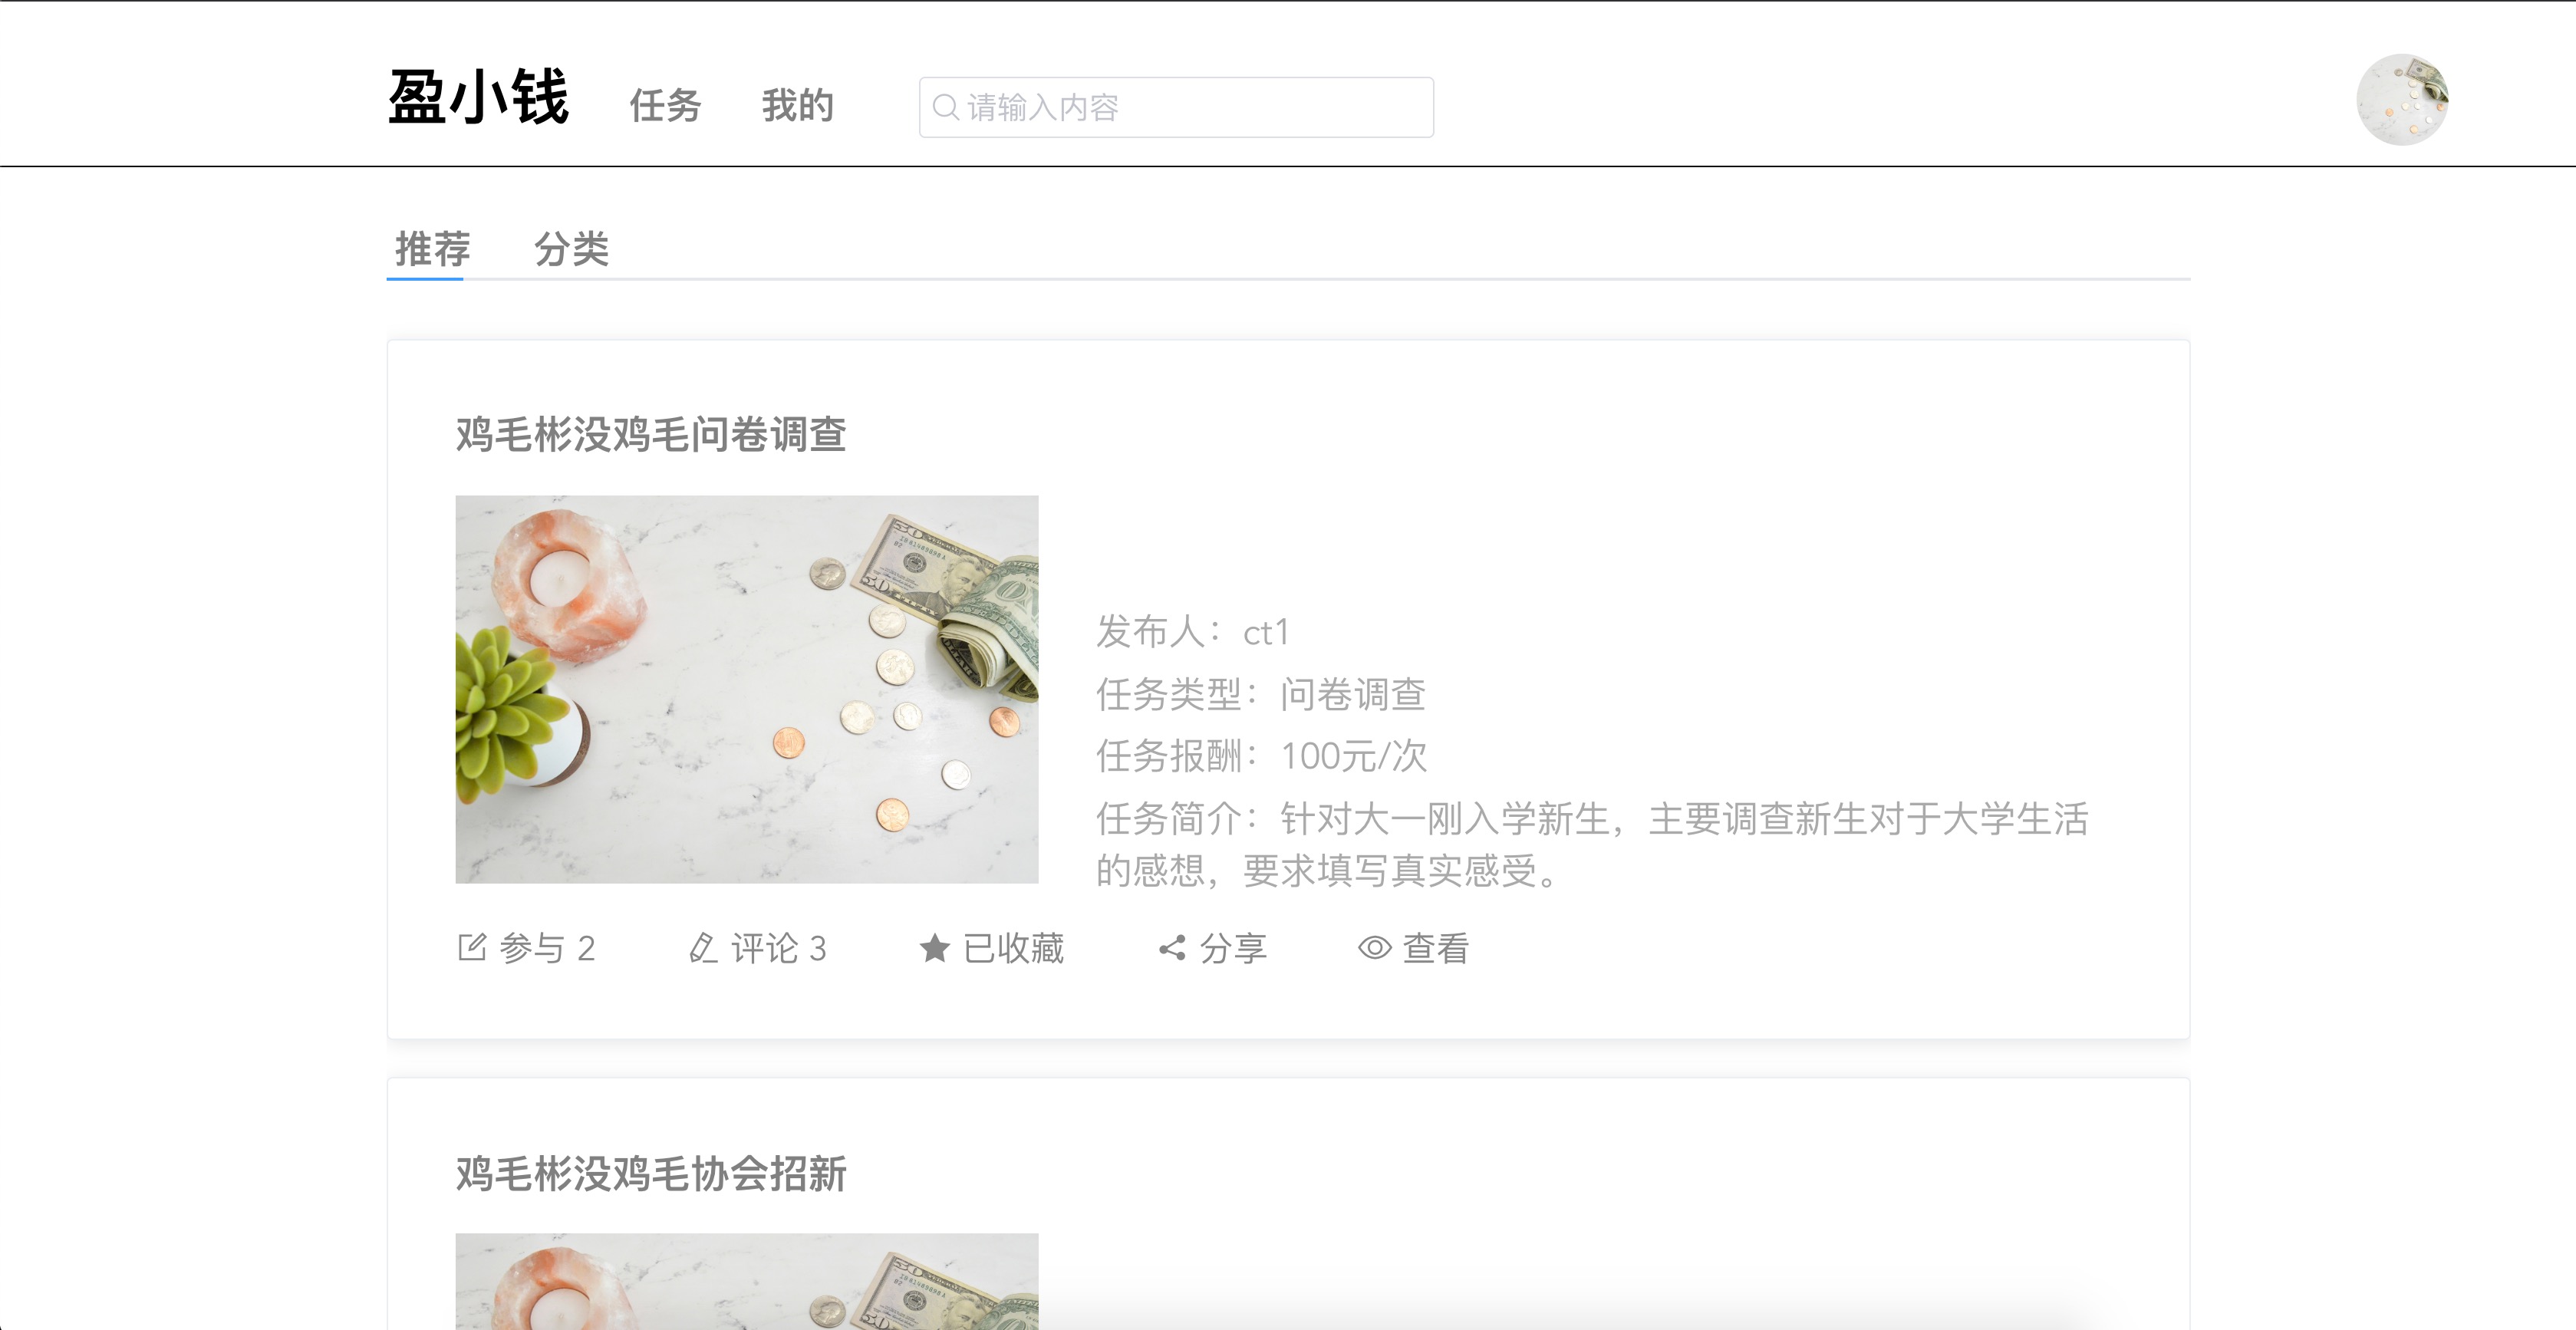 盈小钱 任务 我的 请输入内容
推荐 分类
鸡毛彬没鸡毛问卷调查
发布人：ct1
任务类型：问卷调查
任务报酬：100元/次
任务简介：针对大一刚入学新生，主要调查新生对于大学生活
的感想，要求填写真实感受。
参与 2 评论 3 已收藏 分享 查看
鸡毛彬没鸡毛协会招新